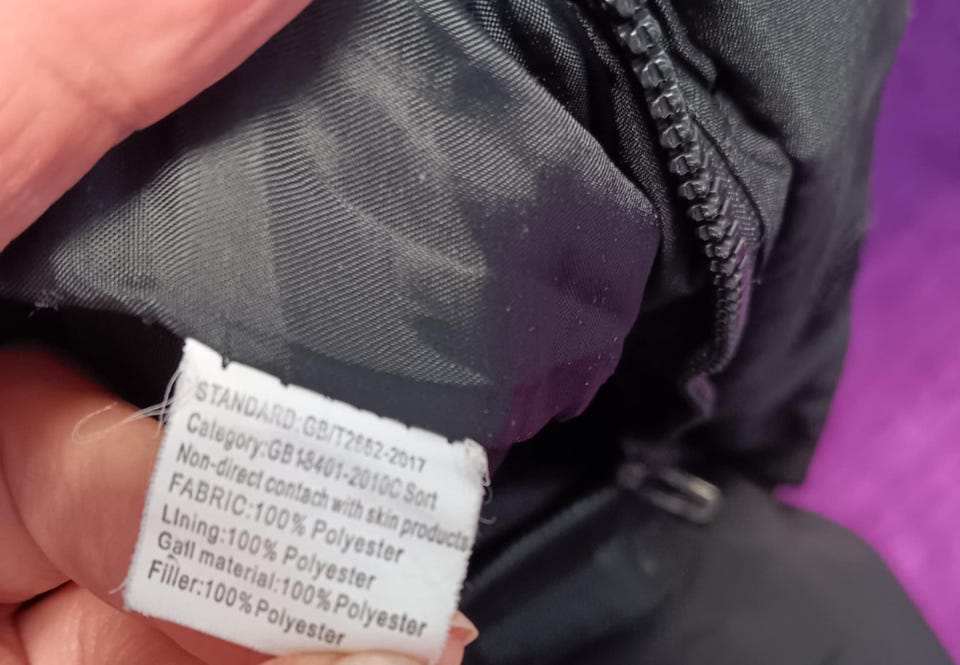 STANDARD:GB/T2662-2017
Category:GB18401-2010C Sort
Non-direct contach with skin products
FABRIC:100% Polyester
LIning:100% Polyester
Gall material:100%Polyester
Filler:100%Polyester